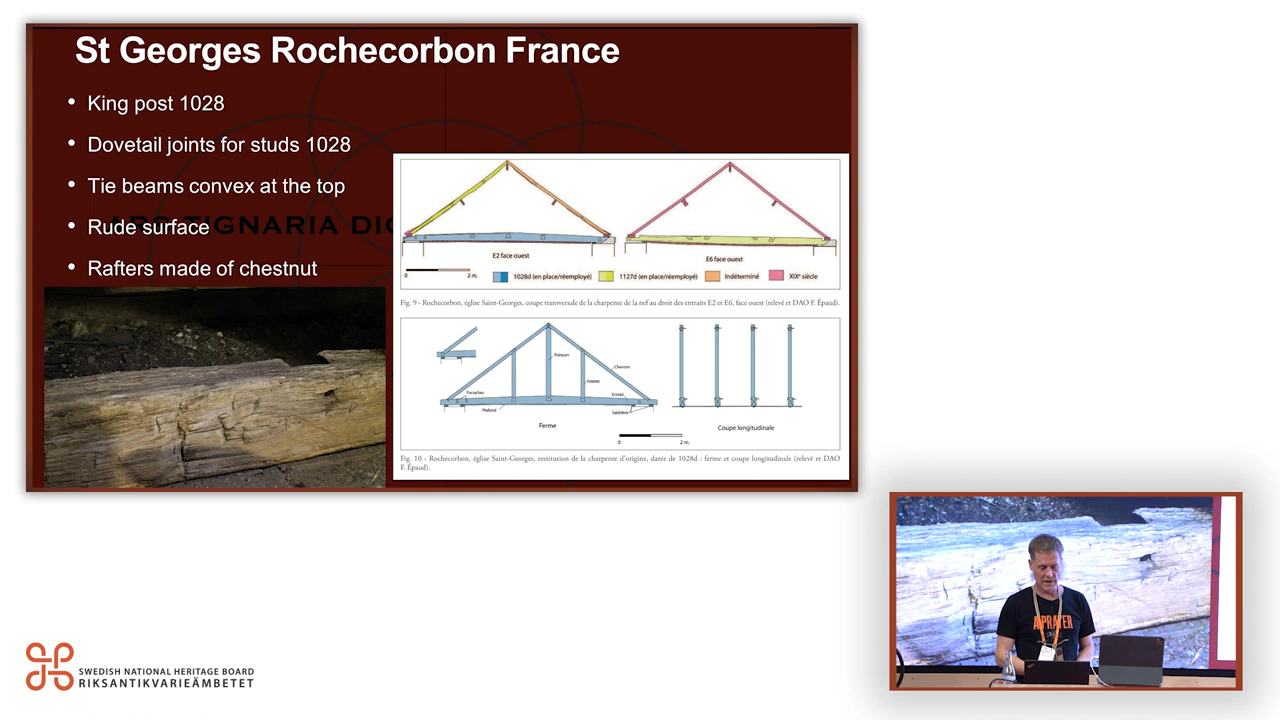 St Georges Rochecorbon France
• King post 1028
• Dovetail joints for studs 1028
• Tie beams convex at the top
• Rude surface
• Rafters made of chestnut
TIGNARIA
E2 face ouest
E6 face ouest
0 2 m.
1028d (en place/réemployé)
1127d (en place/réemployé)
Indéterminé
XIXe siècle
Fig. 9 - Rochecorbon, église Saint-Georges, coupe transversale de la charpente de la nef au droit des entraits E2 et E6, face ouest (relevé et DAO F. Épaud).
Poinçon
Chevron
Potelet
Encoches
Entrait
Mafond
Sablières
Ferme
Coupe longitudinale
0 2 m.
Fig. 10 - Rochecorbon, église Saint-Georges, restitution de la charpente d'origine, datée de 1028d : ferme et coupe longitudinale (relevé et DAO
F. Épaud).
SWEDISH NATIONAL HERITAGE BOARD
RIKSANTIKVARIEÄMBETET